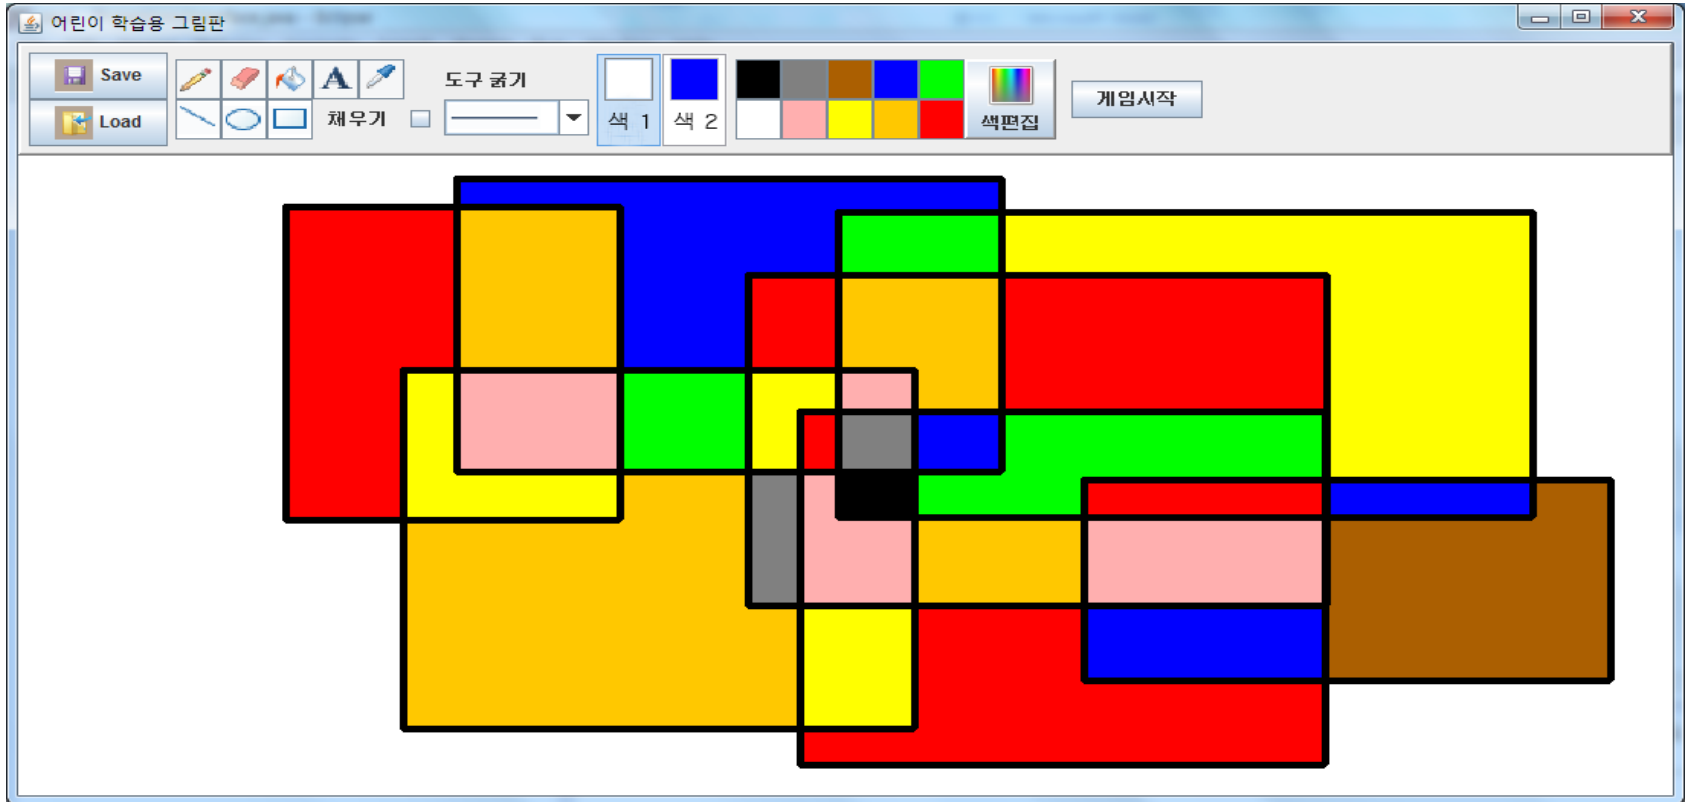 어린이 학습용 그림판
Save
Load
A
도구 굵기
채우기
색 1
색 2
색편집
게임시작